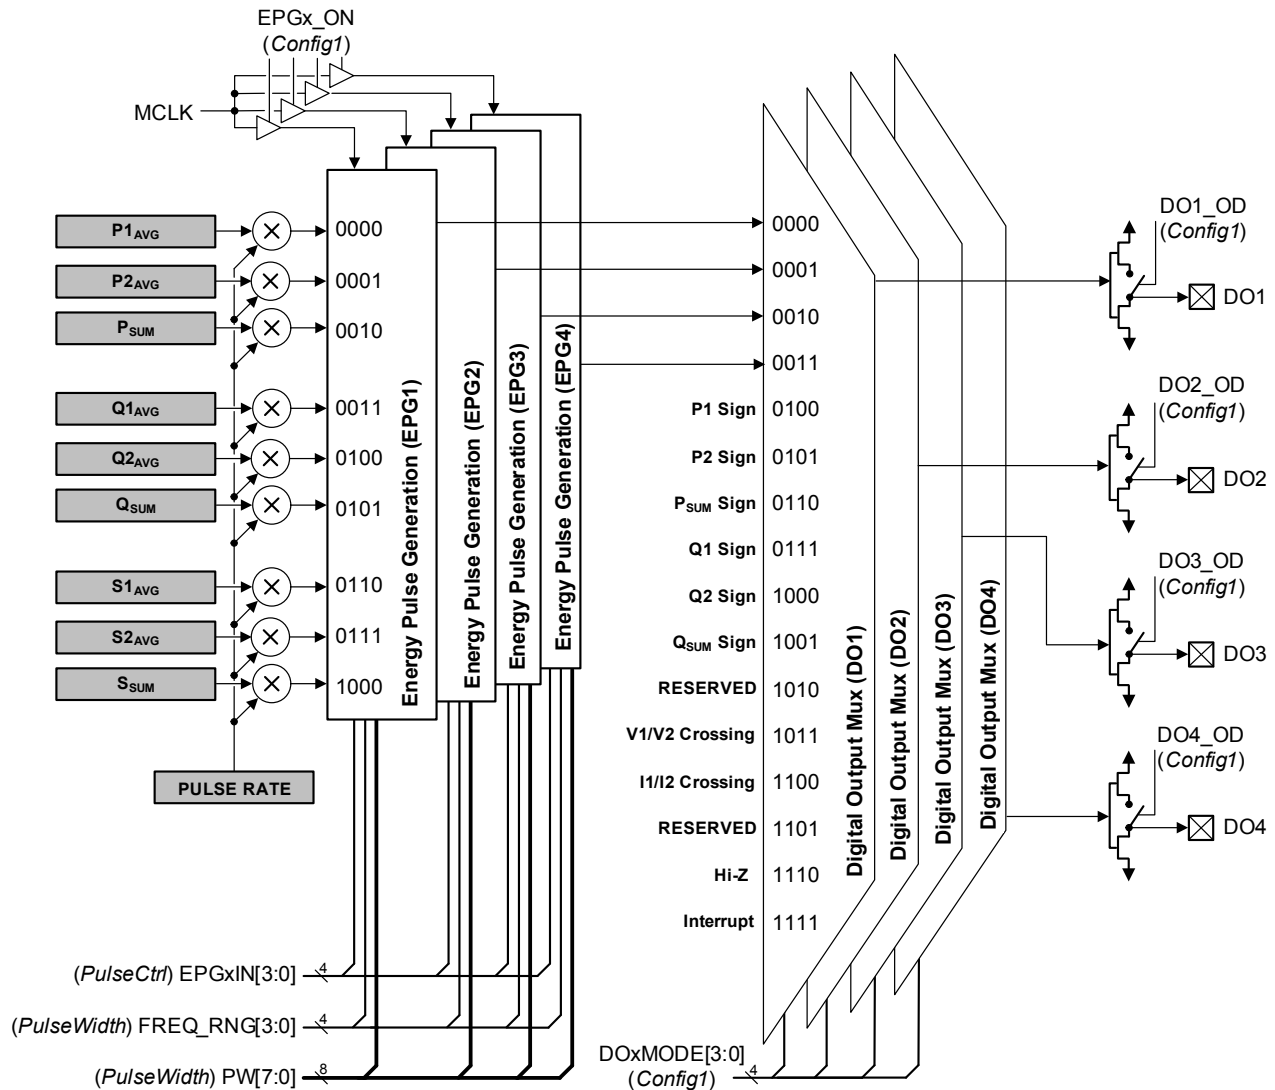 EPGx_ON
(Config1)
MCLK
P1AVG
P2AVG
PSUM
Q1AVG
Q2AVG
QSUM
S1AVG
S2AVG
SSUM
PULSE RATE
0000
0001
0010
0011
0100
0101
0110
0111
1000
Energy Pulse Generation (EPG1)
Energy Pulse Generation (EPG2)
Energy Pulse Generation (EPG3)
Energy Pulse Generation (EPG4)
(PulseCtrl) EPGxIN[3:0] 4
(PulseWidth) FREQ_RNG[3:0] 4
(PulseWidth) PW[7:0] 8
0000
0001
0010
0011
P1 Sign 0100
P2 Sign 0101
PSUM Sign 0110
Q1 Sign 0111
Q2 Sign 1000
QSUM Sign 1001
RESERVED 1010
V1/V2 Crossing 1011
I1/I2 Crossing 1100
RESERVED 1101
Hi-Z 1110
Interrupt 1111
Digital Output Mux (DO1)
Digital Output Mux (DO2)
Digital Output Mux (DO3)
Digital Output Mux (DO4)
DOxMODE[3:0] 4
(Config1)
DO1_OD
(Config1)
DO1
DO2_OD
(Config1)
DO2
DO3_OD
(Config1)
DO3
DO4_OD
(Config1)
DO4